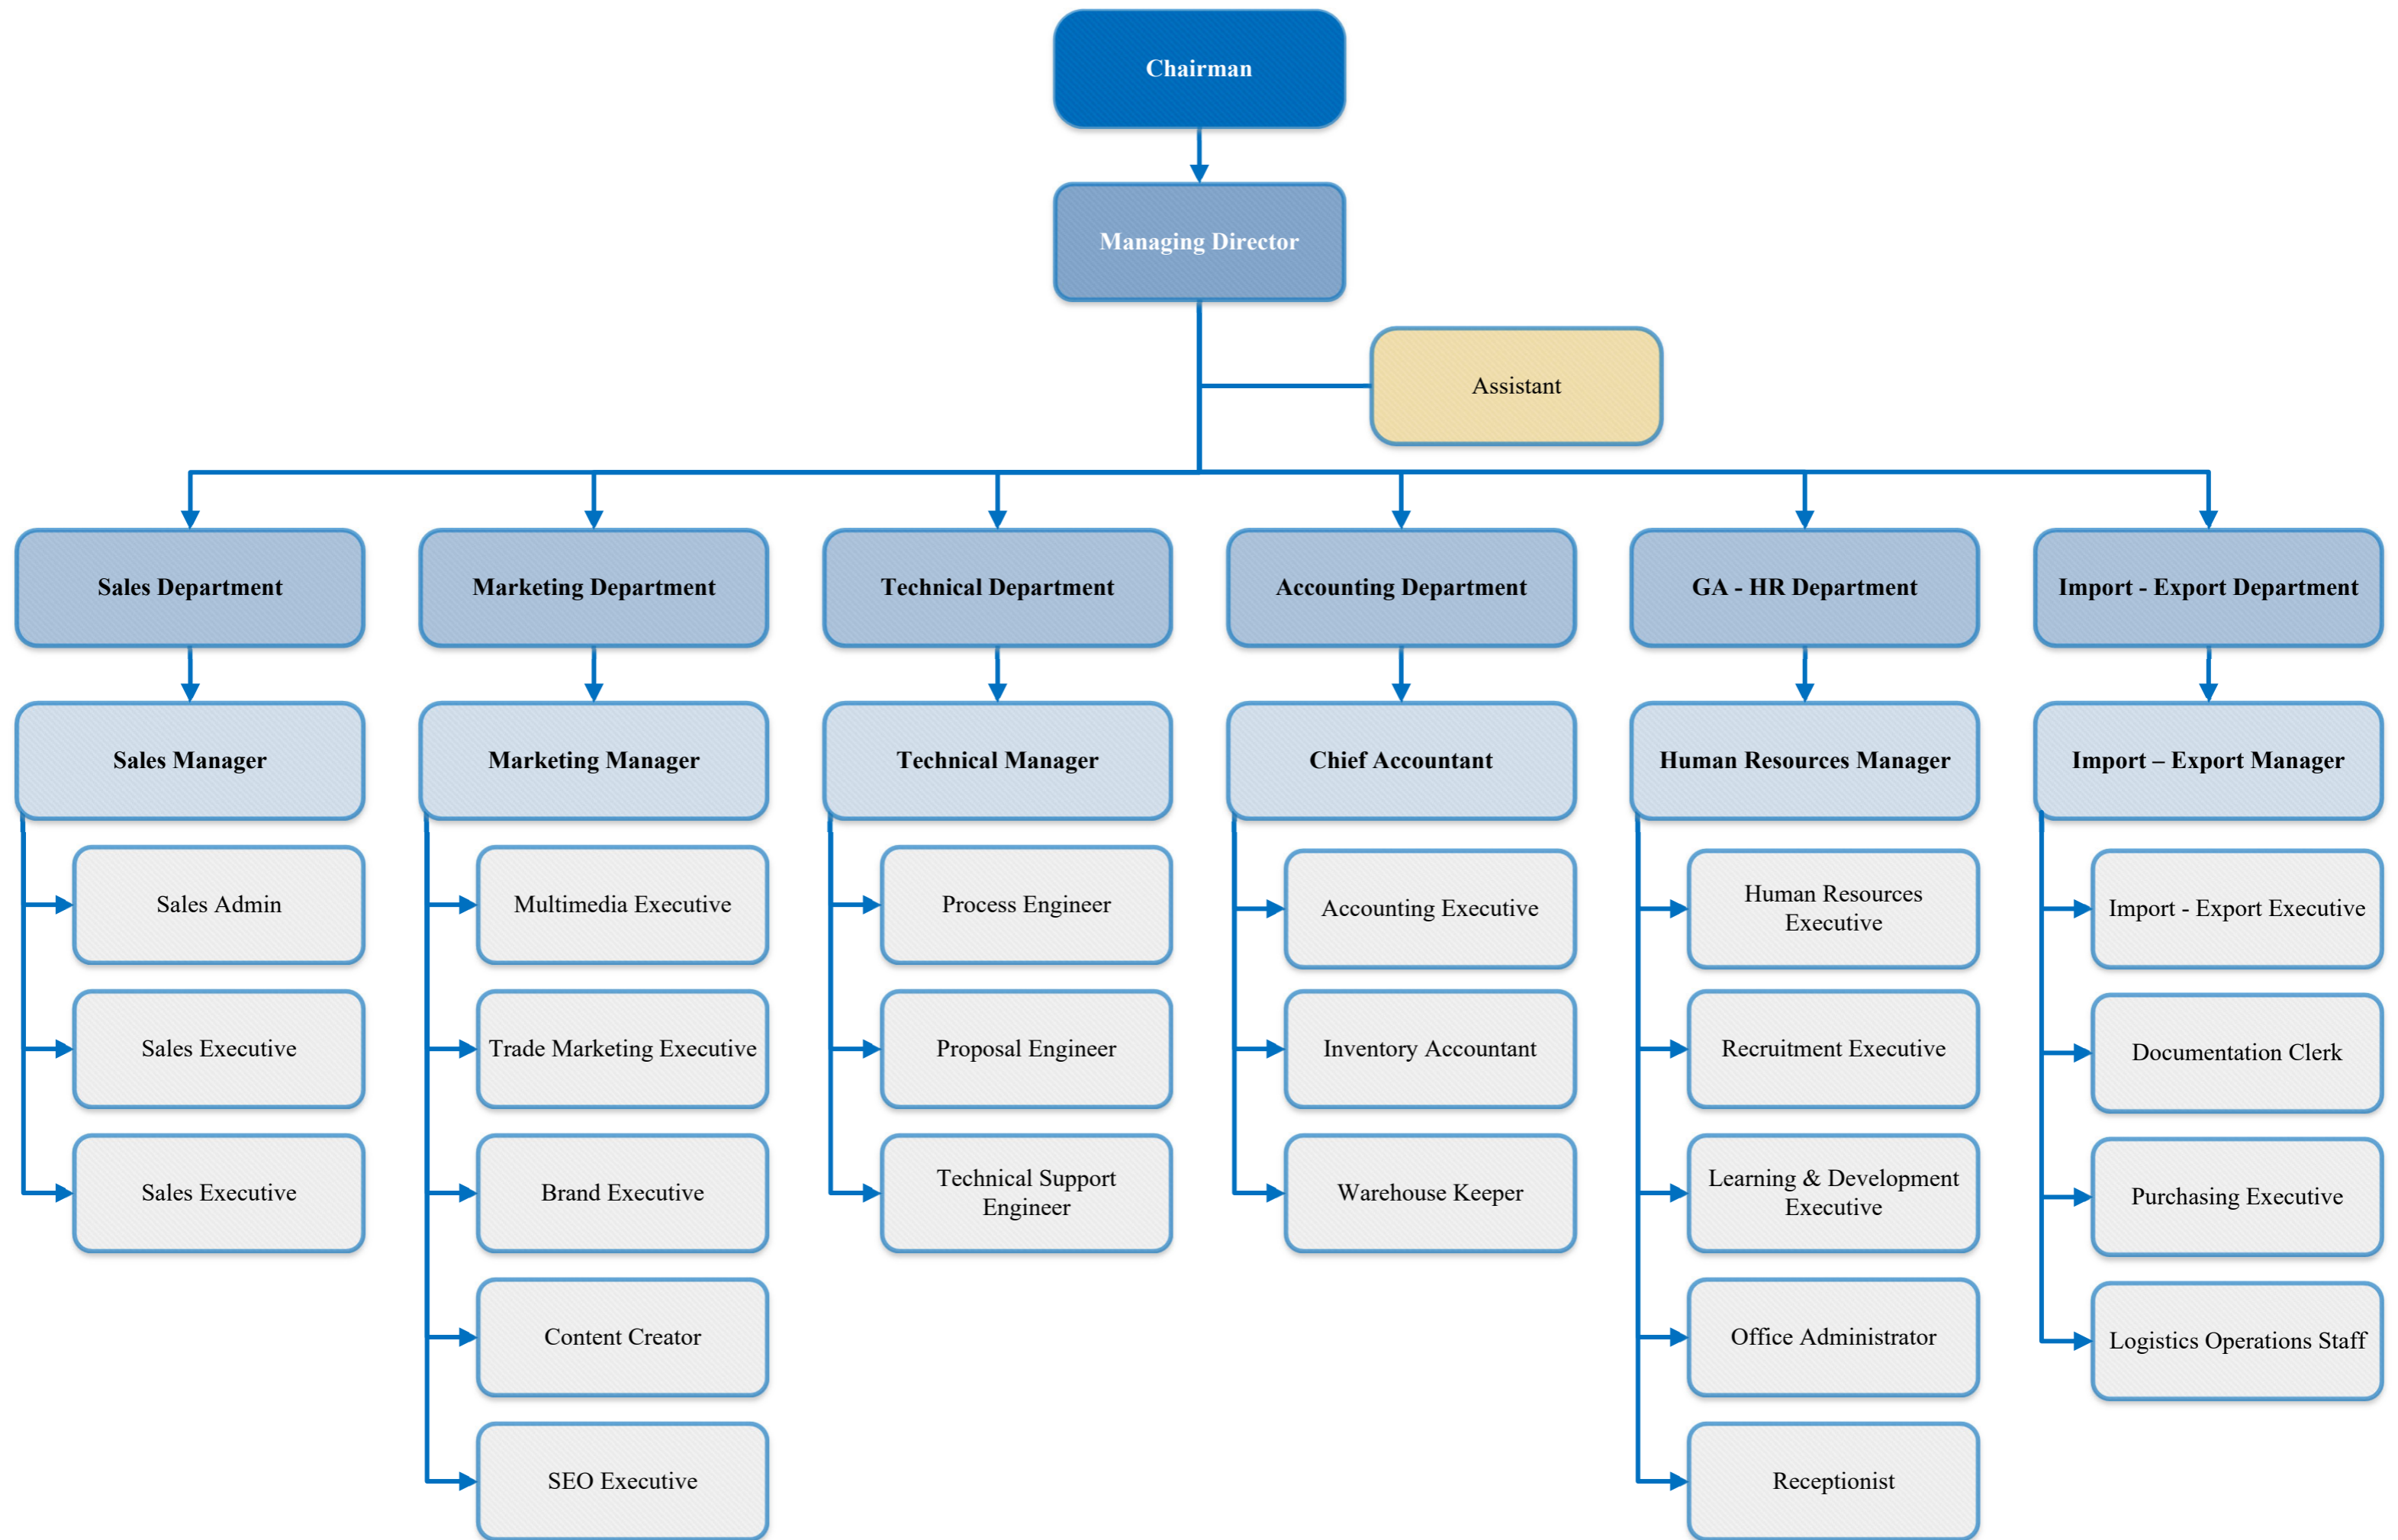 Chairman
Managing Director
Assistant
Sales Department
Marketing Department
Technical Department
Accounting Department
GA - HR Department
Import - Export Department
Sales Manager
Marketing Manager
Technical Manager
Chief Accountant
Human Resources Manager
Import – Export Manager
Sales Admin
Sales Executive
Sales Executive
Multimedia Executive
Trade Marketing Executive
Brand Executive
Content Creator
SEO Executive
Process Engineer
Proposal Engineer
Technical Support
Engineer
Accounting Executive
Inventory Accountant
Warehouse Keeper
Human Resources
Executive
Recruitment Executive
Learning & Development
Executive
Office Administrator
Receptionist
Import - Export Executive
Documentation Clerk
Purchasing Executive
Logistics Operations Staff